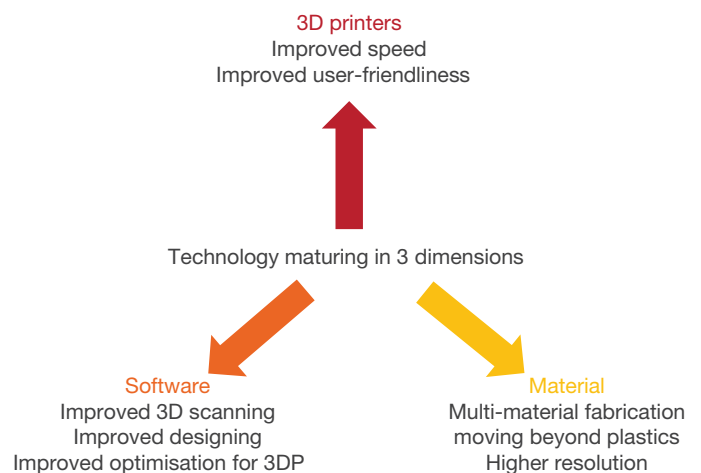 3D printers
Improved speed
Improved user-friendliness
Technology maturing in 3 dimensions
Software
Improved 3D scanning
Improved designing
Improved optimisation for 3DP
Material
Multi-material fabrication
moving beyond plastics
Higher resolution